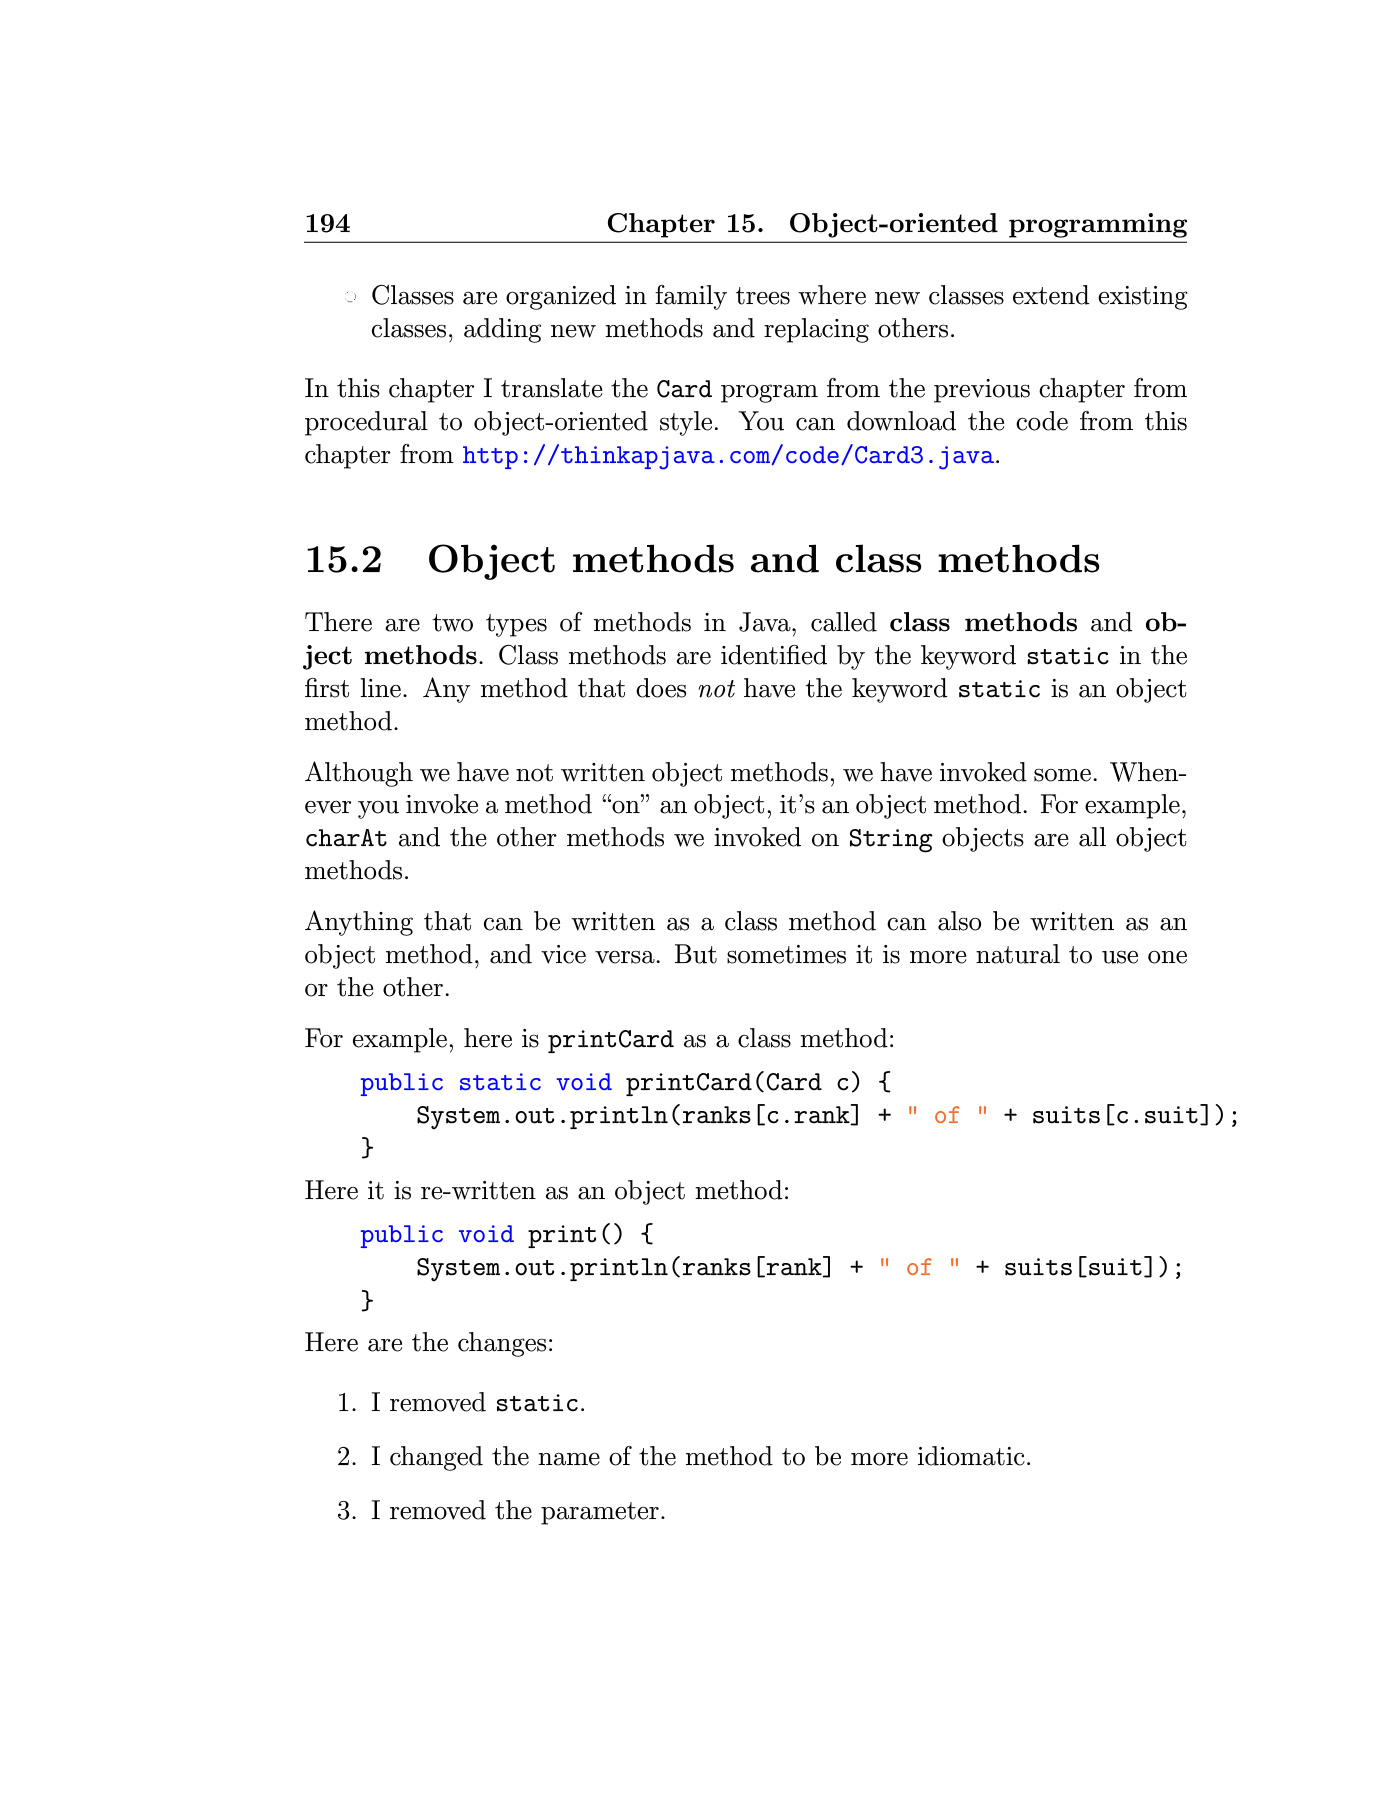 194 Chapter 15. Object-oriented programming
◦ Classes are organized in family trees where new classes extend existing
classes, adding new methods and replacing others.
In this chapter I translate the Card program from the previous chapter from
procedural to object-oriented style. You can download the code from this
chapter from http://thinkapjava.com/code/Card3.java.
15.2 Object methods and class methods
There are two types of methods in Java, called class methods and ob-
ject methods. Class methods are identified by the keyword static in the
first line. Any method that does not have the keyword static is an object
method.
Although we have not written object methods, we have invoked some. When-
ever you invoke a method “on” an object, it’s an object method. For example,
charAt and the other methods we invoked on String objects are all object
methods.
Anything that can be written as a class method can also be written as an
object method, and vice versa. But sometimes it is more natural to use one
or the other.
For example, here is printCard as a class method:
public static void printCard(Card c) {
    System.out.println(ranks[c.rank] + " of " + suits[c.suit]);
}
Here it is re-written as an object method:
public void print() {
    System.out.println(ranks[rank] + " of " + suits[suit]);
}
Here are the changes:
1. I removed static.
2. I changed the name of the method to be more idiomatic.
3. I removed the parameter.